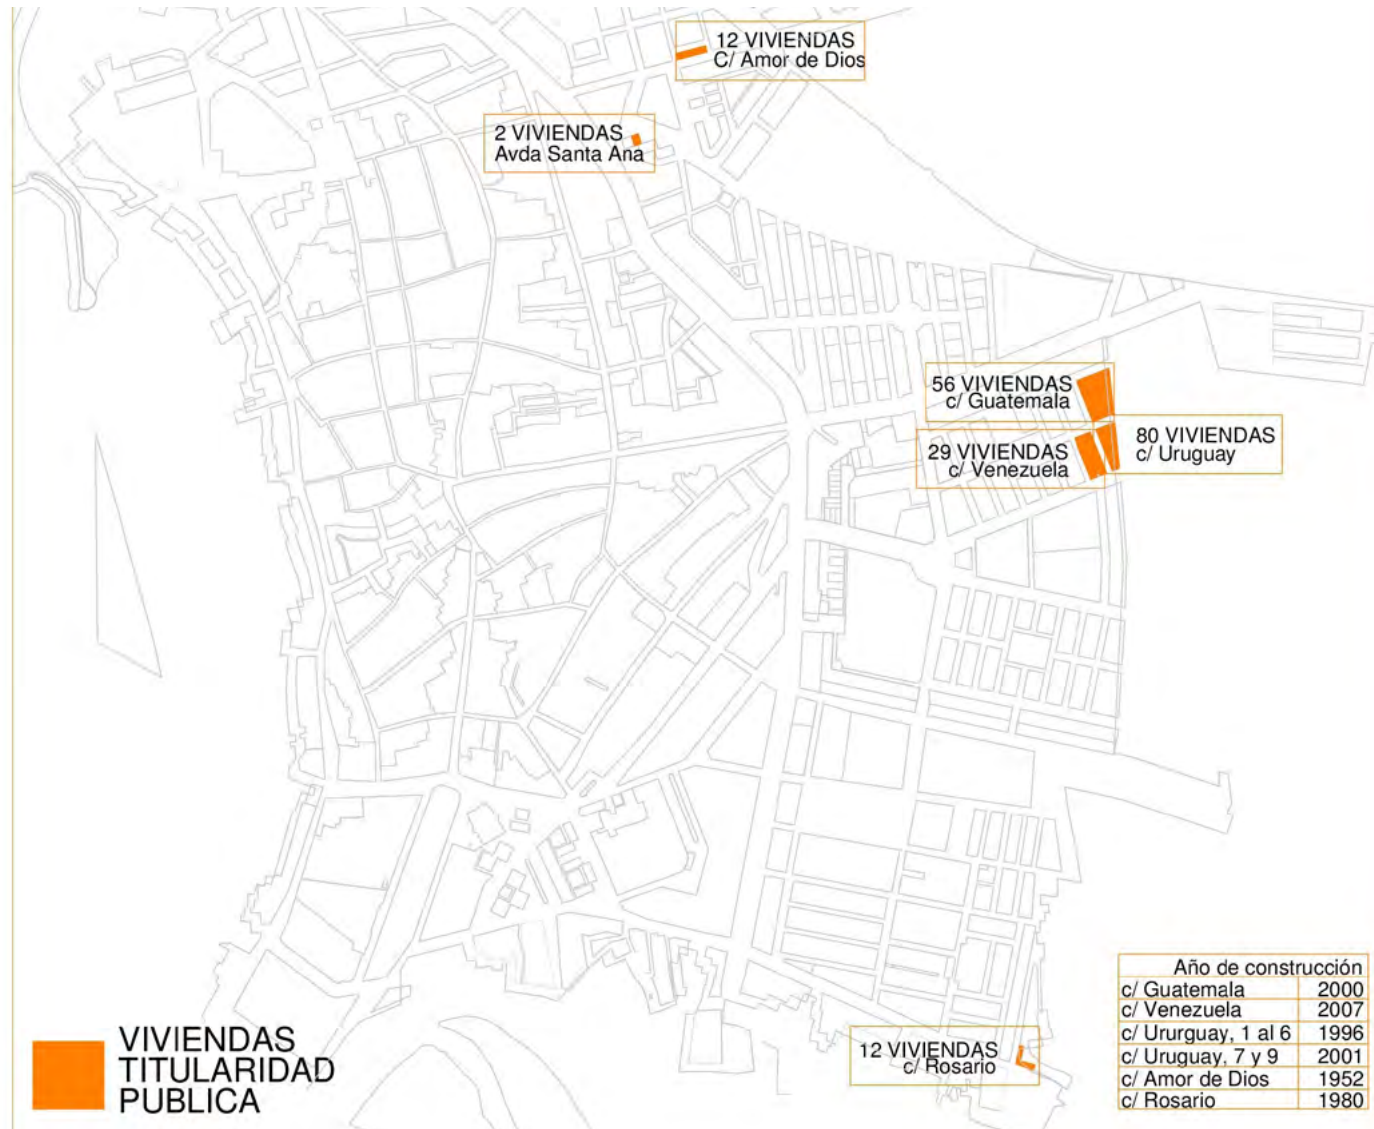 12 VIVIENDAS
C/ Amor de Dios
2 VIVIENDAS
Avda Santa Ana
56 VIVIENDAS
c/ Guatemala
29 VIVIENDAS
c/ Venezuela
80 VIVIENDAS
c/ Uruguay
12 VIVIENDAS
c/ Rosario
Año de construcción
c/ Guatemala 2000
c/ Venezuela 2007
c/ Ururguay, 1 al 6 1996
c/ Uruguay, 7 y 9 2001
c/ Amor de Dios 1952
c/ Rosario 1980
VIVIENDAS
TITULARIDAD
PUBLICA